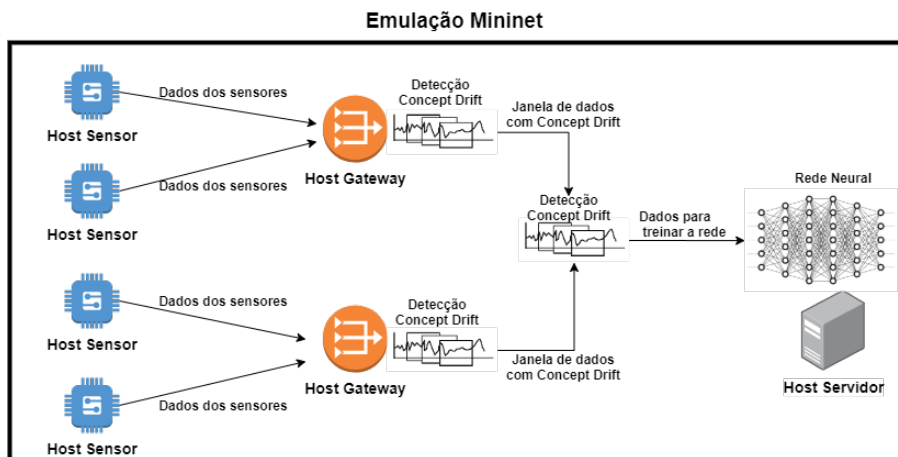 Emulação Mininet
Host Sensor
Dados dos sensores
Host Sensor
Dados dos sensores
Host Gateway
Detecção
Concept Drift
Janela de dados
com Concept Drift
Detecção
Concept Drift
Dados para
treinar a rede
Rede Neural
Host Servidor
Host Sensor
Dados dos sensores
Host Sensor
Dados dos sensores
Host Gateway
Detecção
Concept Drift
Janela de dados
com Concept Drift